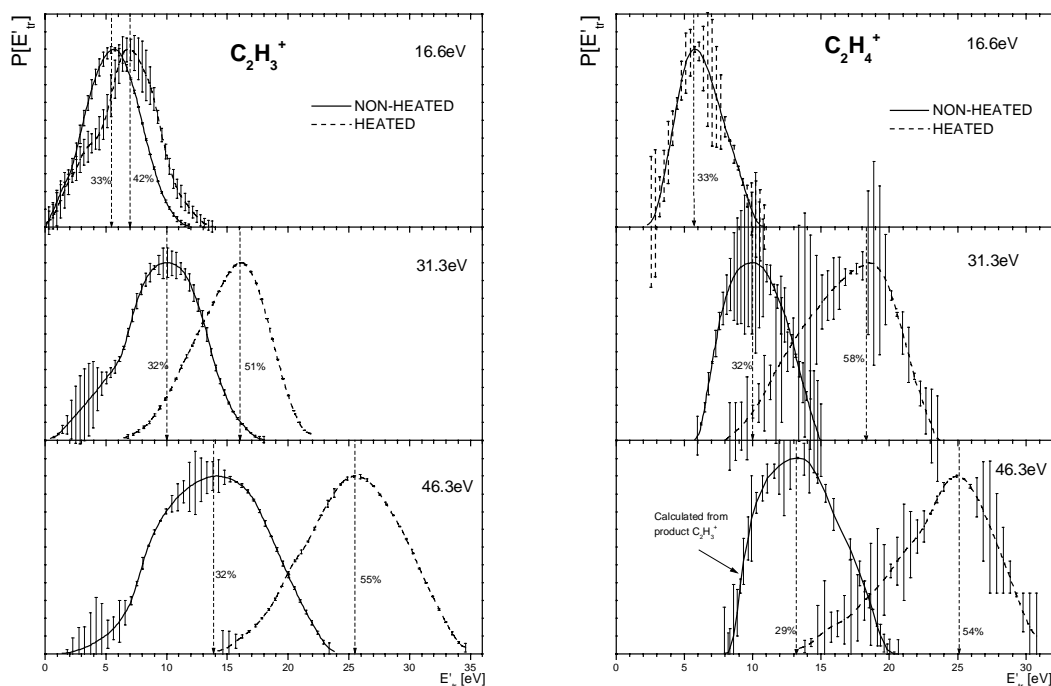 P[E'tr]
C2H3+
16.6eV
NON-HEATED
HEATED
33%
42%
31.3eV
32%
51%
46.3eV
32%
55%
0 5 10 15 20 25 30 35
E' [eV]
P[E'tr]
C2H4+
16.6eV
NON-HEATED
HEATED
33%
31.3eV
32%
58%
46.3eV
Calculated from
product C2H3+
29%
54%
0 5 10 15 20 25 30
E' [eV]